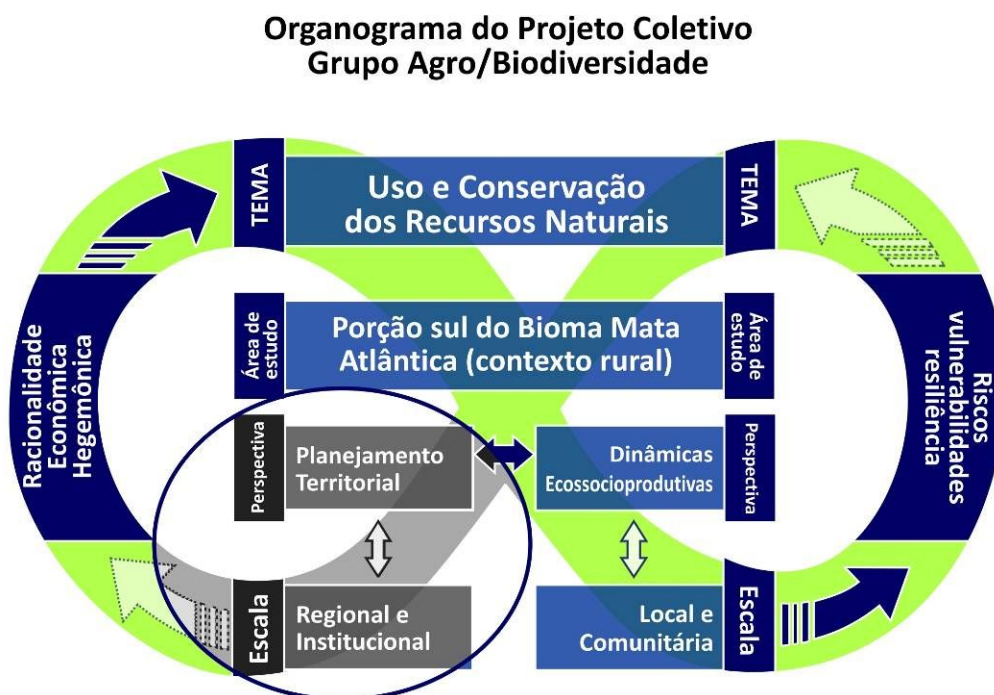 Organograma do Projeto Coletivo
Grupo Agro/Biodiversidade
TEMA
Uso e Conservação
dos Recursos Naturais
TEMA
Racionalidade
Econômica
Hegemônica
Área de
estudo
Porção sul do Bioma Mata
Atlântica (contexto rural)
Área de
estudo
Riscos
vulnerabilidades
resiliência
Perspectiva
Planejamento
Territorial
Dinâmicas
Ecossocioprodutivas
Perspectiva
Escala
Regional e
Institucional
Local e
Comunitária
Escala